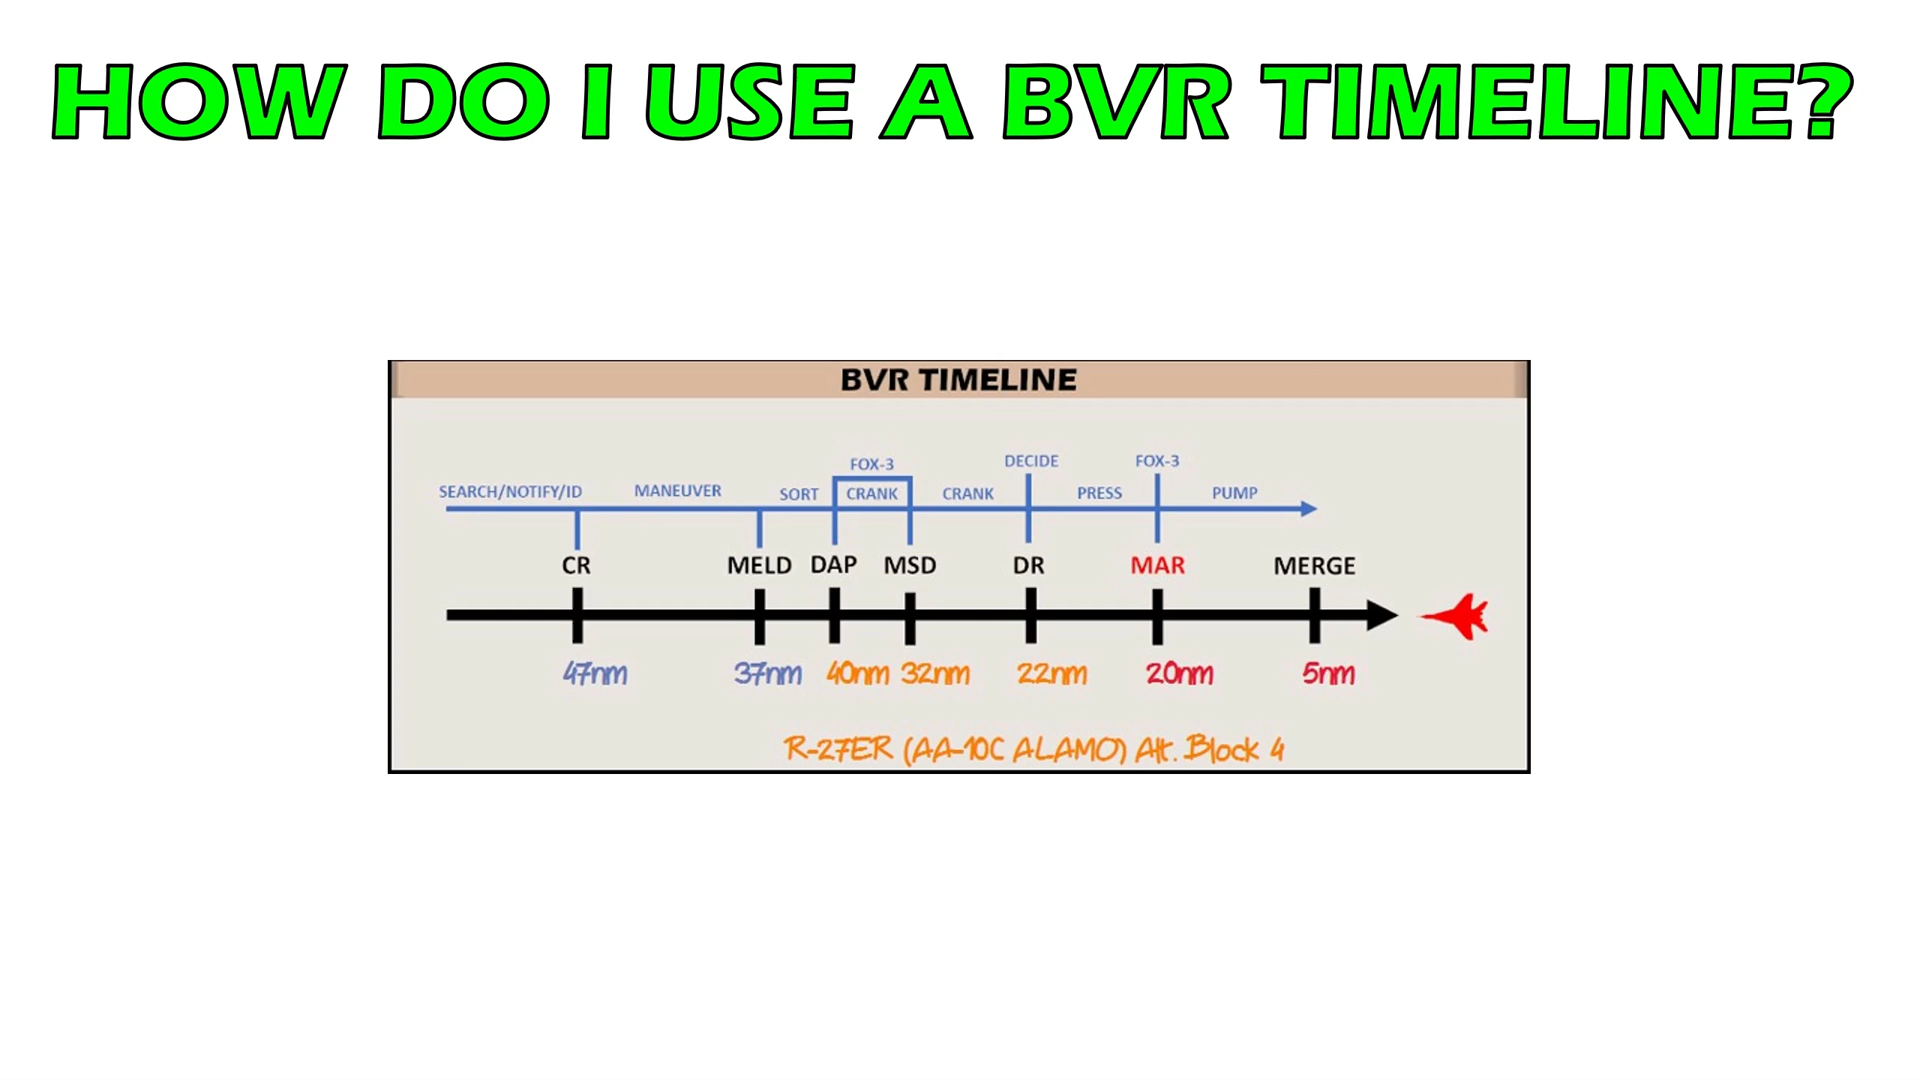 HOW DO I USE A BVR TIMELINE?
BVR TIMELINE
FOX-3 DECIDE FOX-3
SEARCH/NOTIFY/ID MANEUVER SORT CRANK CRANK PRESS PUMP
CR MELD DAP MSD DR MAR MERGE
47nm 37nm 40nm 32nm 22nm 20nm 5nm
R-27ER (AA-10C ALAMO) Alt. Block 4